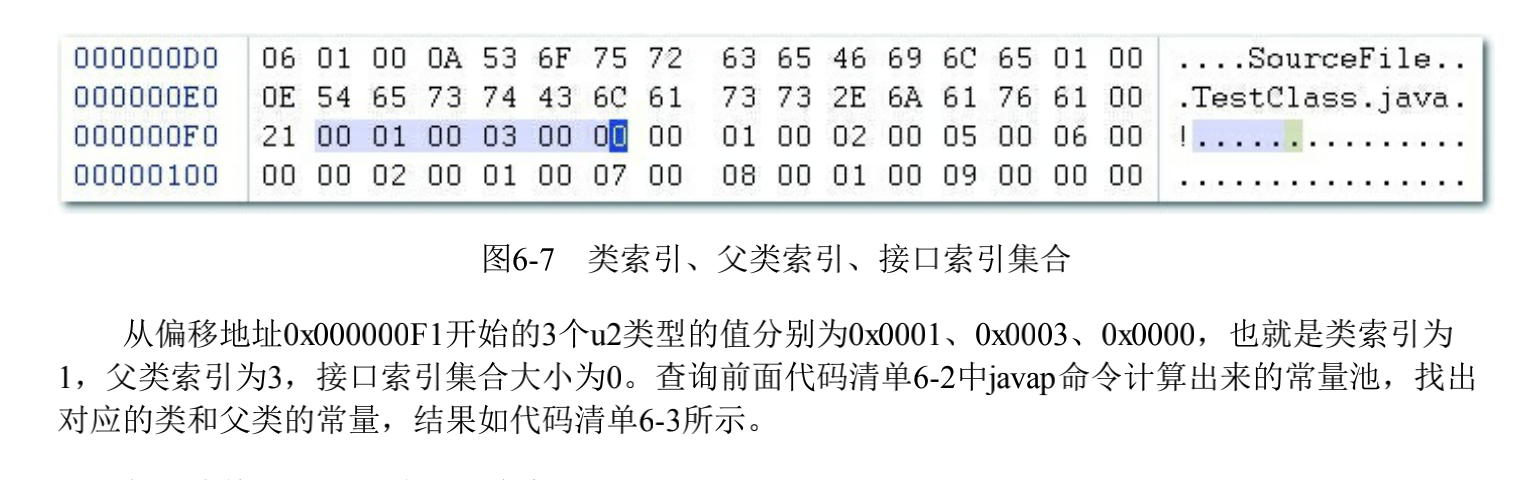 000000D0 06 01 00 0A 53 6F 75 72 63 65 46 69 6C 65 01 00 ....SourceFile..
000000E0 0E 54 65 73 74 43 6C 61 73 73 2E 6A 61 76 61 00 .TestClass.java.
000000F0 21 00 01 00 03 00 00 00 01 00 02 00 05 00 06 00 !...............
00000100 00 00 02 00 01 00 07 00 08 00 01 00 09 00 00 00 ................
图6-7 类索引、父类索引、接口索引集合
从偏移地址0x000000F1开始的3个u2类型的值分别为0x0001、0x0003、0x0000，也就是类索引为
1，父类索引为3，接口索引集合大小为0。查询前面代码清单6-2中javap命令计算出来的常量池，找出
对应的类和父类的常量，结果如代码清单6-3所示。